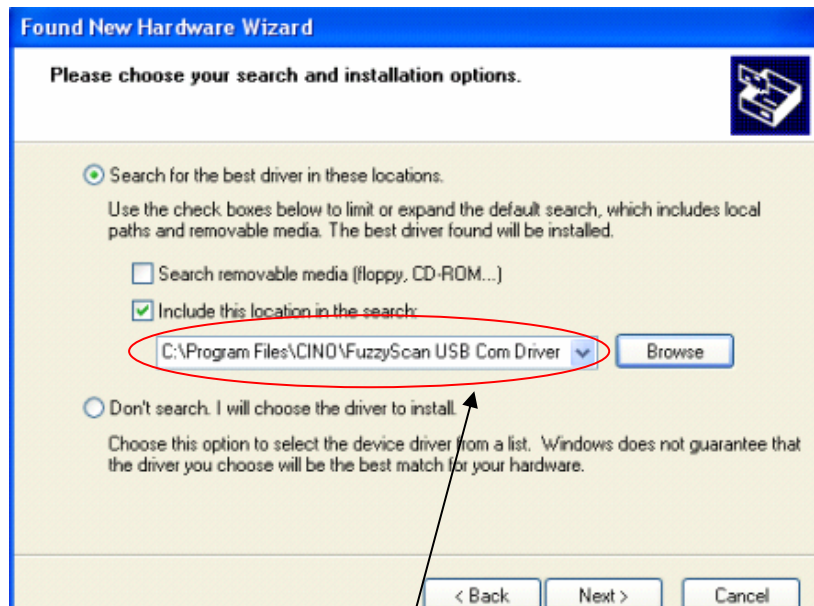 Found New Hardware Wizard
Please choose your search and installation options.
Search for the best driver in these locations.
Use the check boxes below to limit or expand the default search, which includes local
paths and removable media. The best driver found will be installed.
Search removable media (floppy, CD-ROM...)
Include this location in the search:
C:\Program Files\CINO\FuzzyScan USB Com Driver
Browse
Don't search. I will choose the driver to install.
Choose this option to select the device driver from a list. Windows does not guarantee that
the driver you choose will be the best match for your hardware.
< Back Next > Cancel